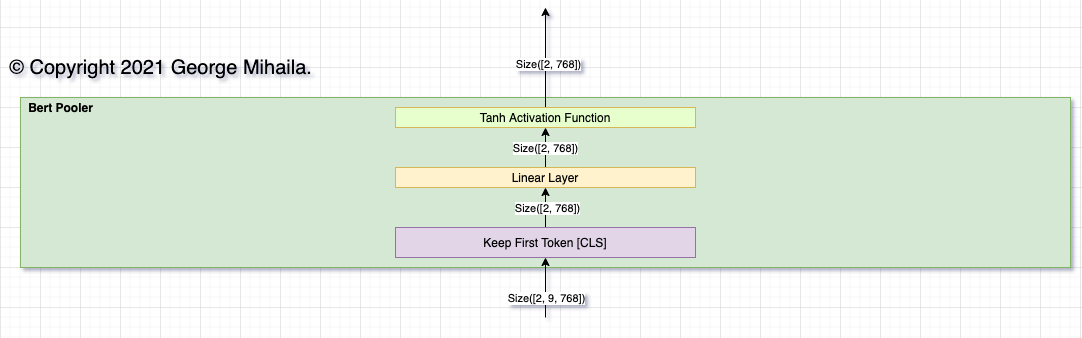 Size([2, 768])
© Copyright 2021 George Mihaila.
Bert Pooler
Tanh Activation Function
Size([2, 768])
Linear Layer
Size([2, 768])
Keep First Token [CLS]
Size([2, 9, 768])